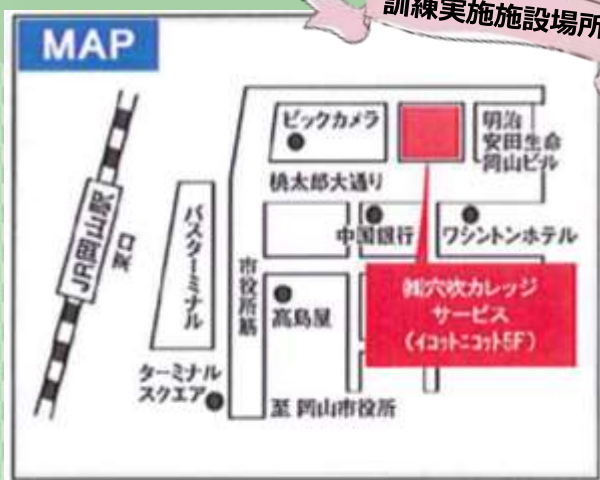 訓練実施施設場所
MAP
ビックカメラ
明治
安田生命
岡山ビル
桃太郎大通り
JR岡山駅
東口
バスターミナル
市役所筋
中国銀行
ワシントンホテル
高島屋
㈱穴吹カレッジ
サービス
(イコットニコット5F)
ターミナル
スクエア
至 岡山市役所